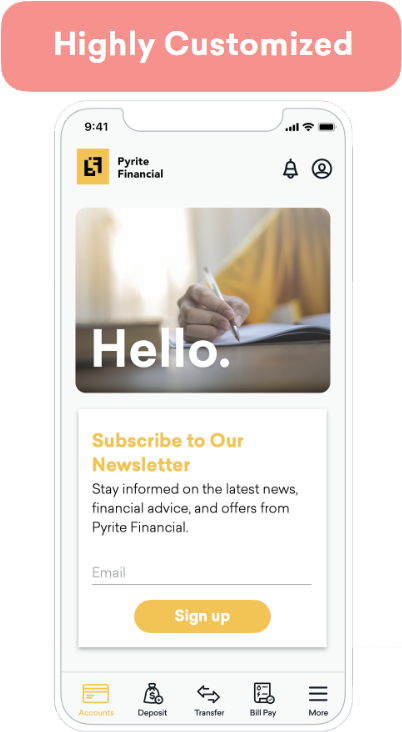 Highly Customized
9:41
Pyrite
Financial
Hello.
Subscribe to Our
Newsletter
Stay informed on the latest news,
financial advice, and offers from
Pyrite Financial.
Email
Sign up
Accounts Deposit Transfer Bill Pay More